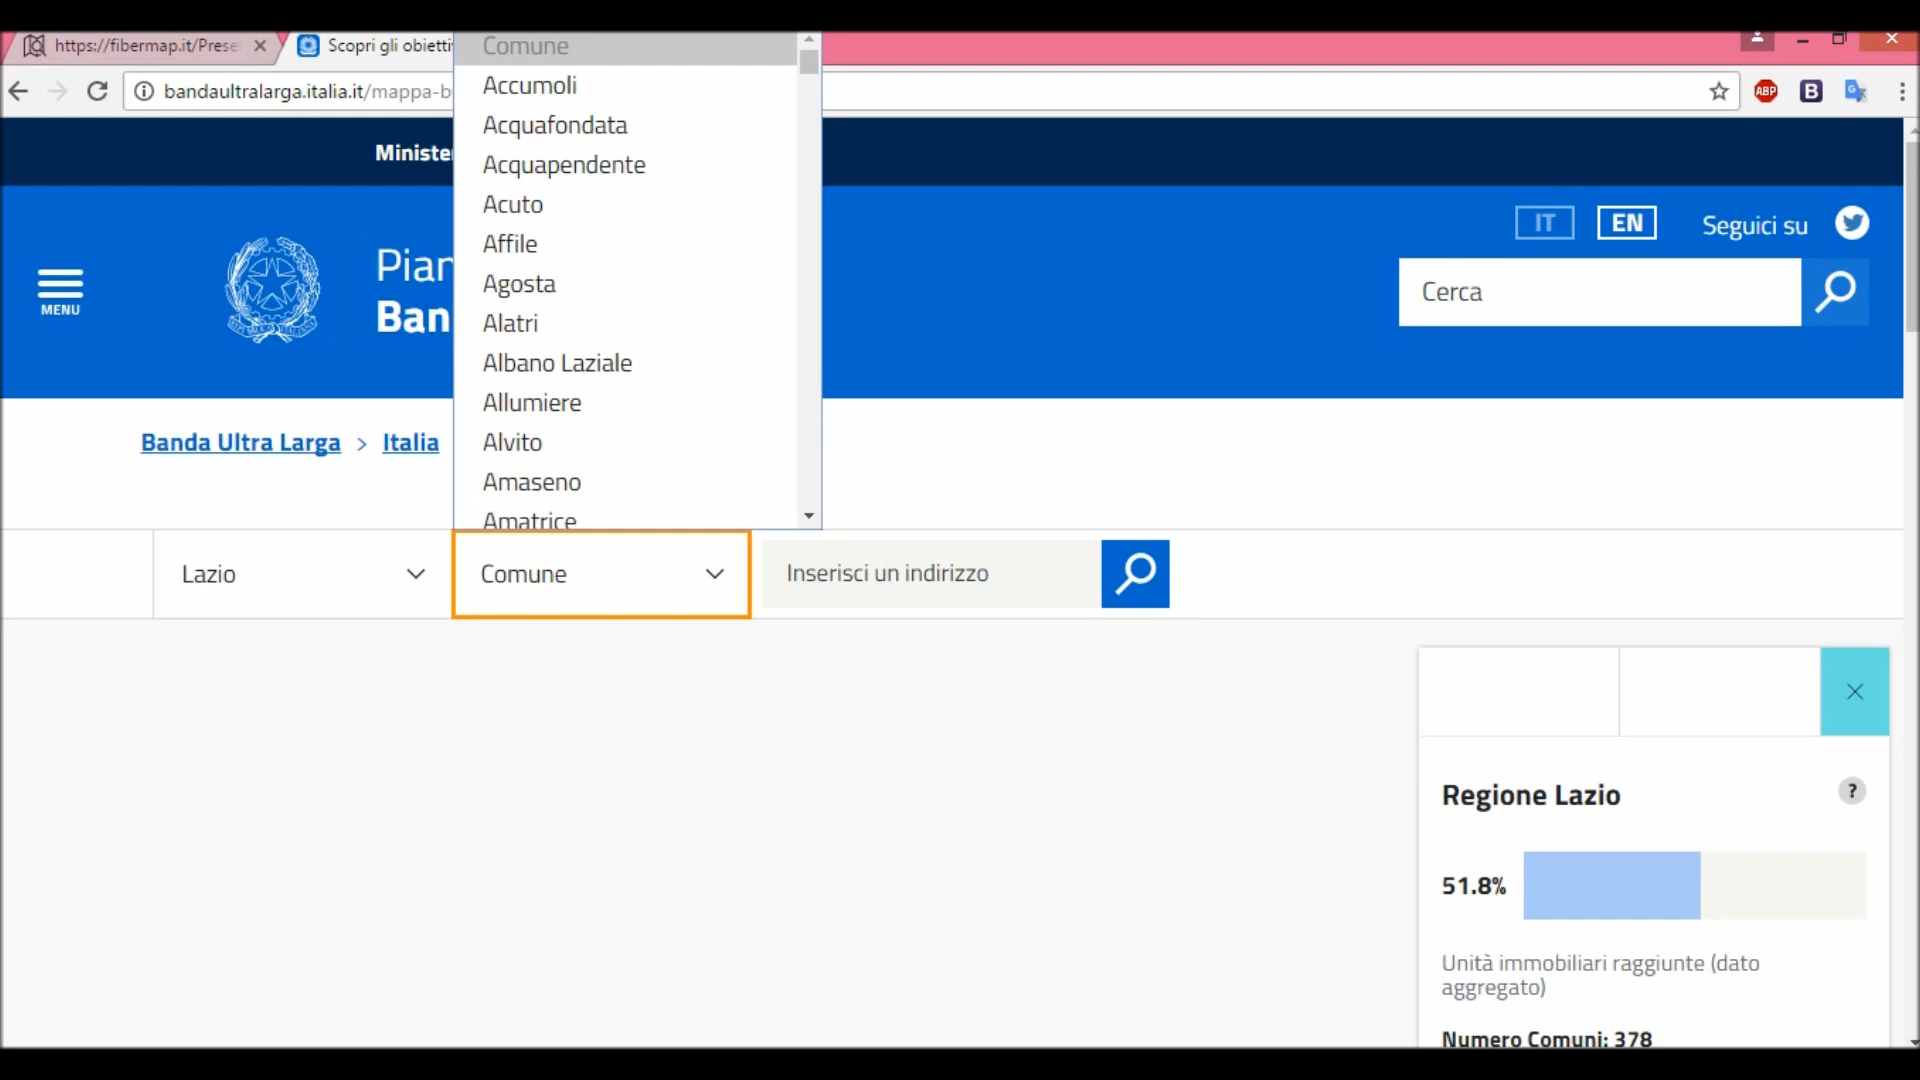 https://fibermap.it/Prese
Scopri gli obietti
bandaultralarga.italia.it/mappa-b
ABP
B
Comune
Accumoli
Acquafondata
Acquapendente
Acuto
Affile
Agosta
Alatri
Albano Laziale
Allumiere
Alvito
Amaseno
Amatrice
Ministe
MENU
Pian
Ban
IT
EN
Seguici su
Cerca
Banda Ultra Larga > Italia
Lazio
Comune
Inserisci un indirizzo
Regione Lazio
?
51.8%
Unità immobiliari raggiunte (dato
aggregato)
Numero Comuni: 378